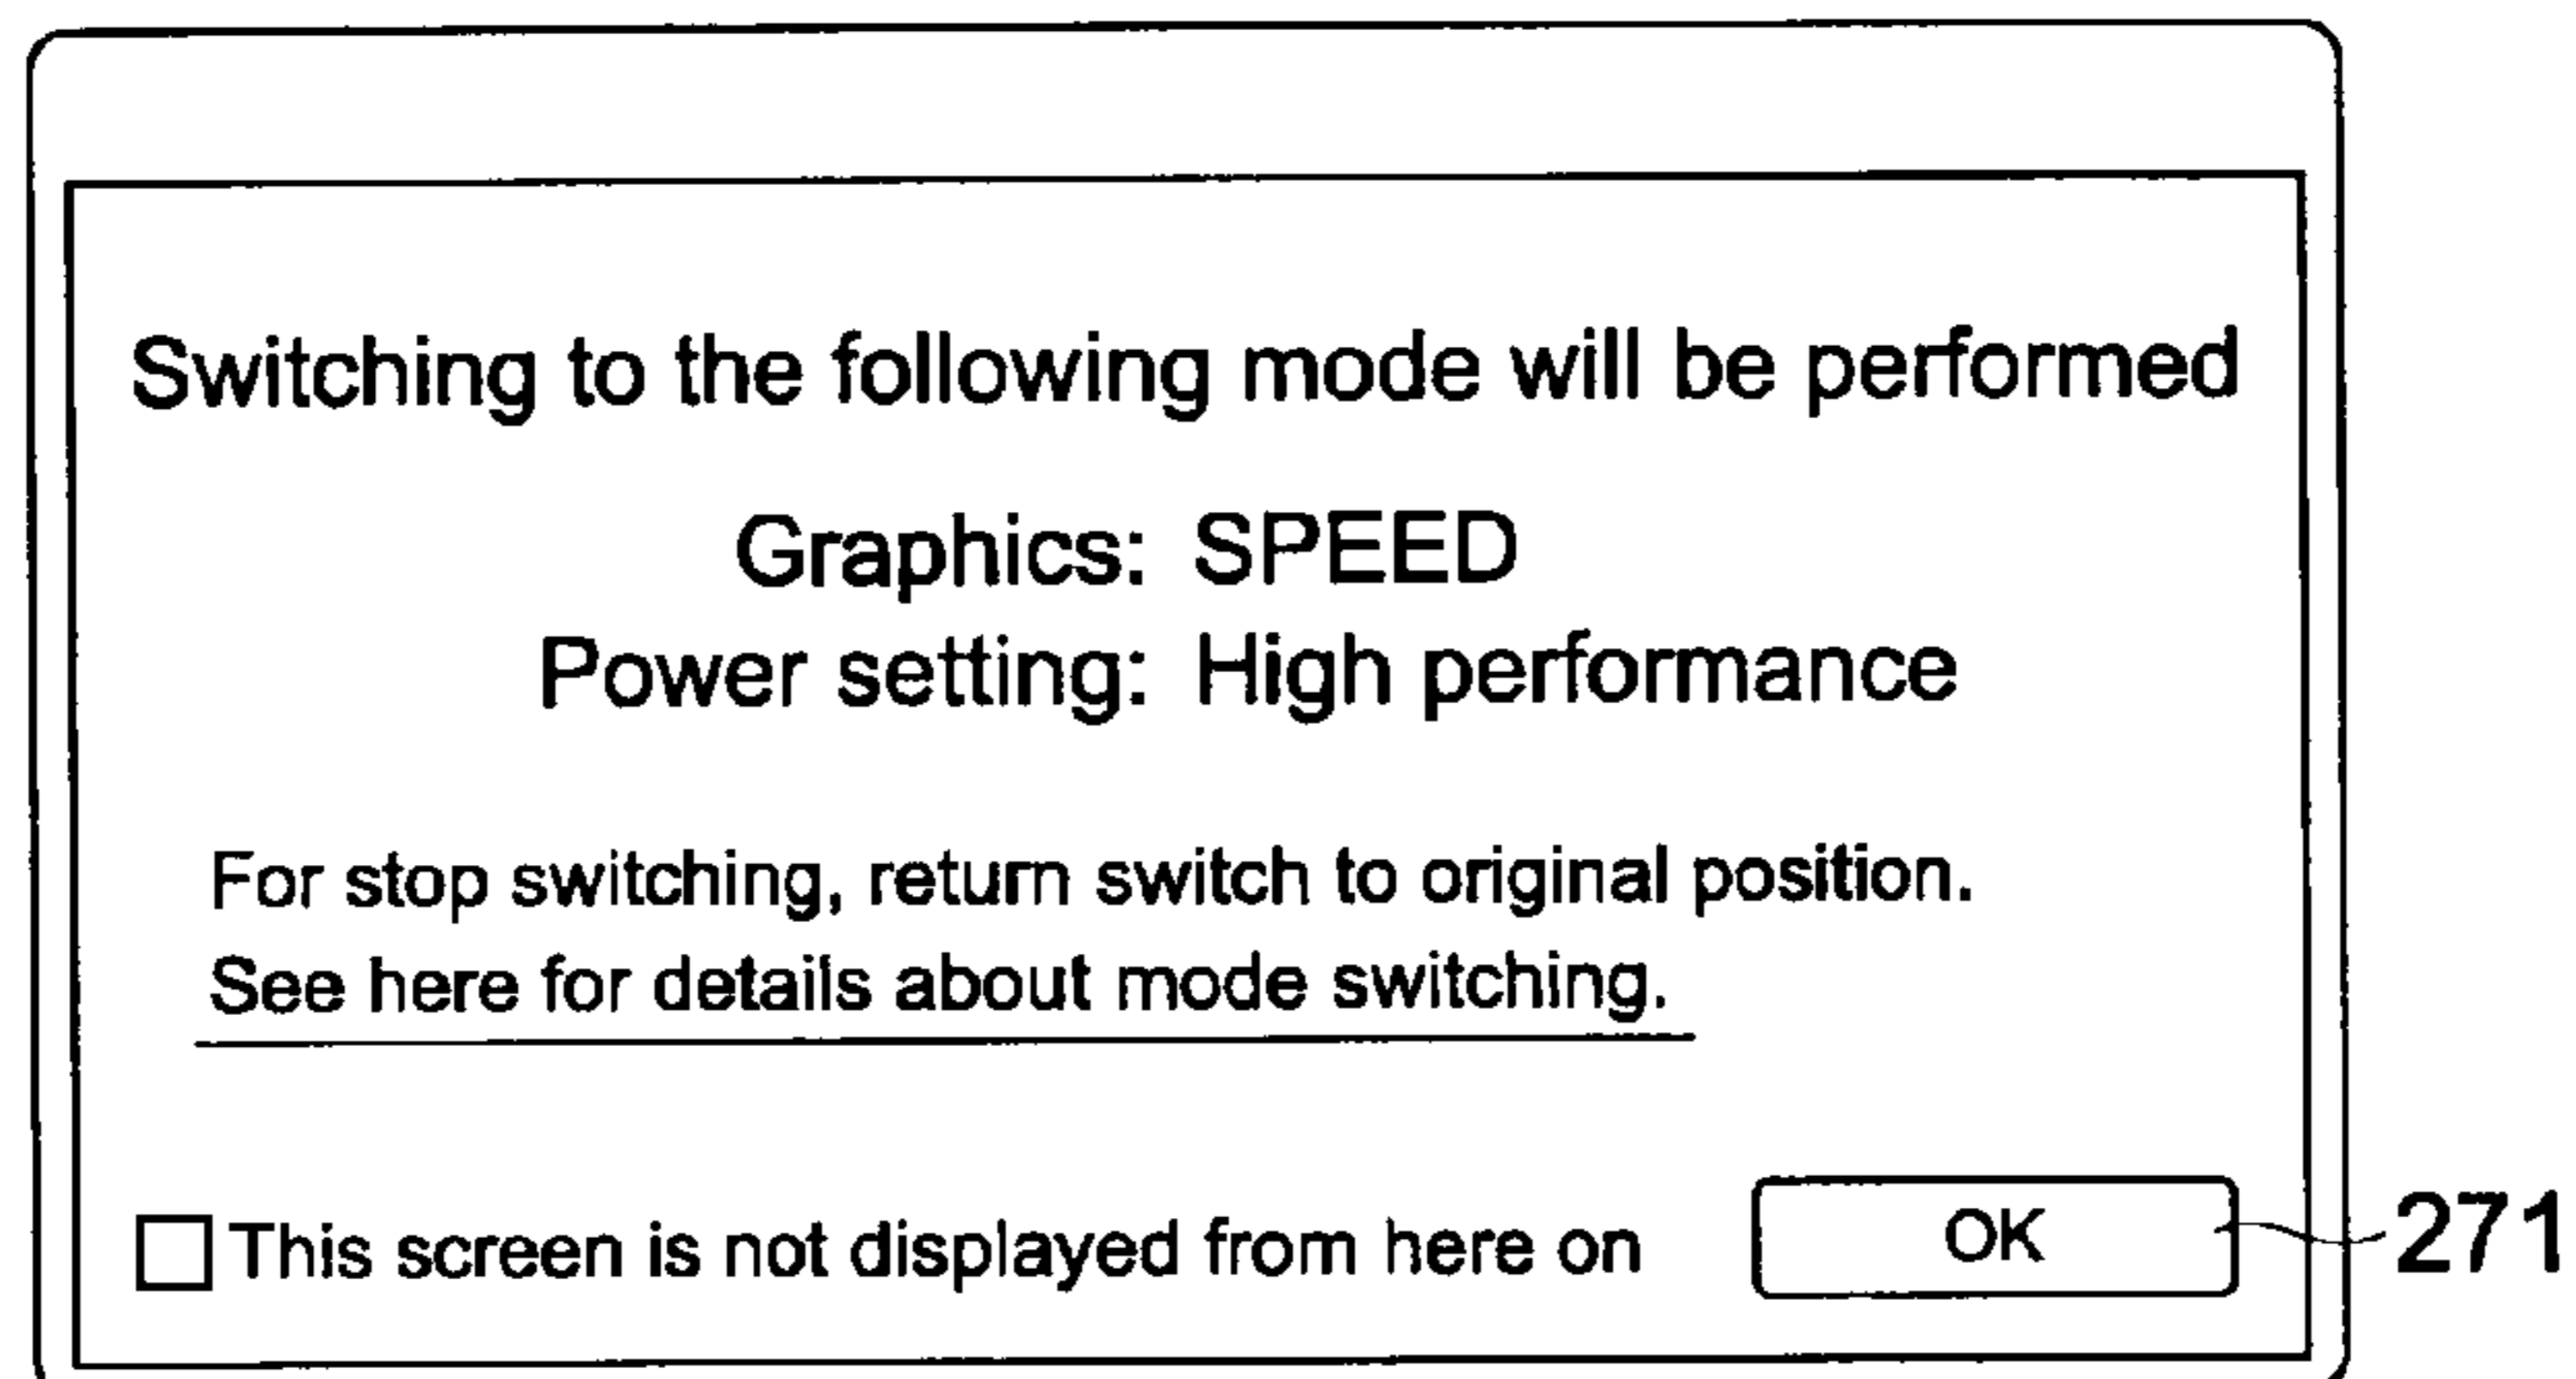 Switching to the following mode will be performed
Graphics: SPEED
Power setting: High performance
For stop switching, return switch to original position.
See here for details about mode switching.
This screen is not displayed from here on
OK
271